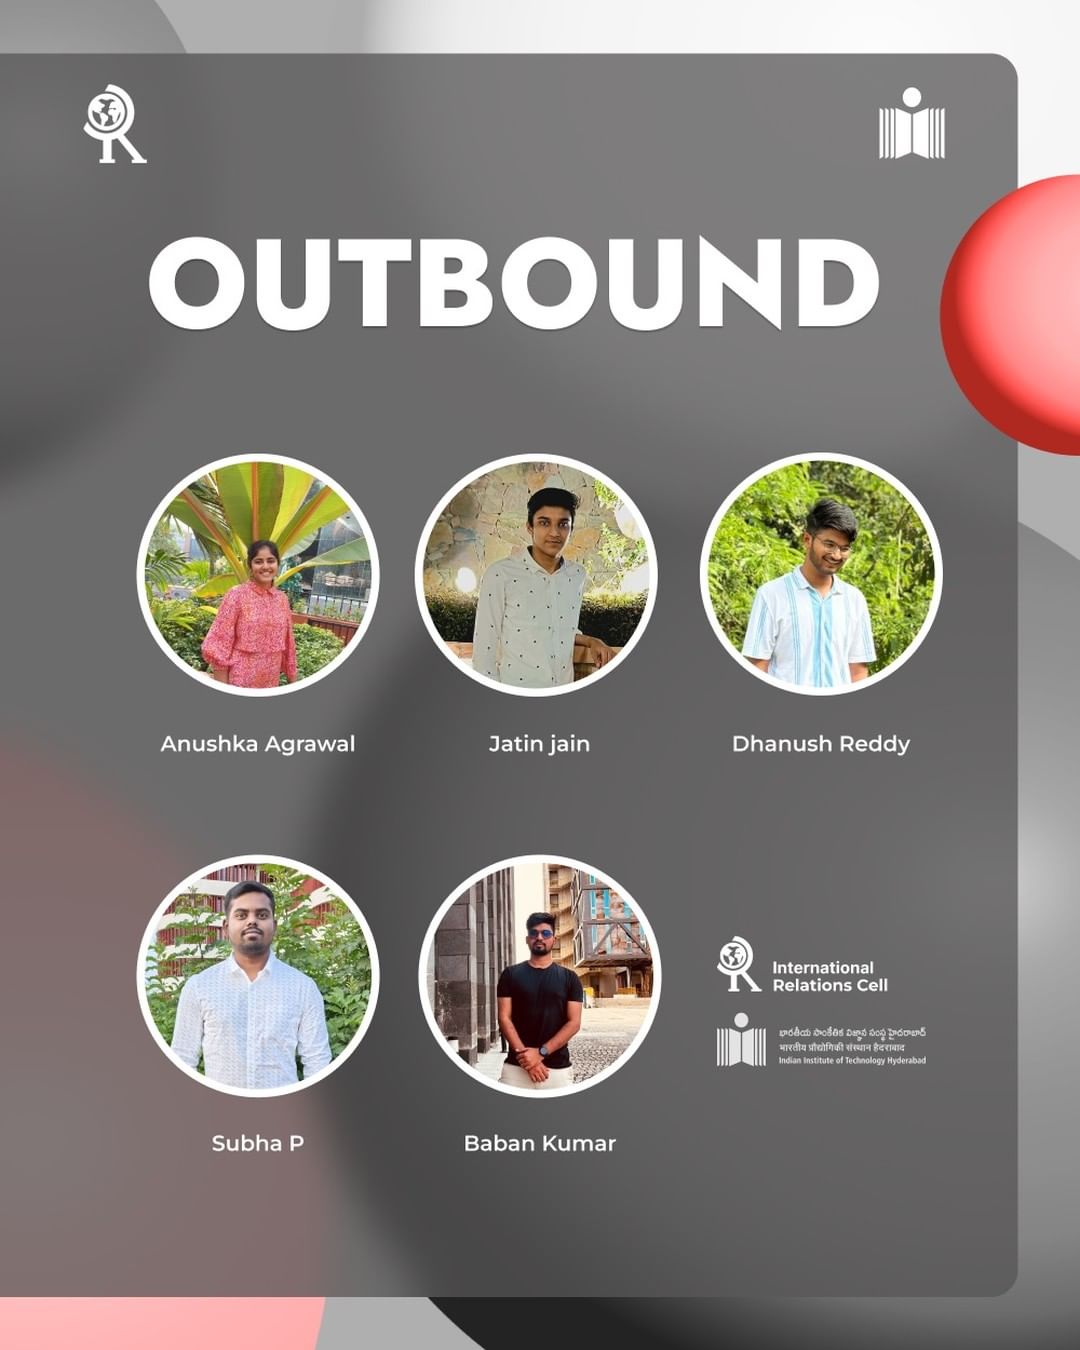 OUTBOUND
Anushka Agrawal
Jatin jain
Dhanush Reddy
Subha P
Baban Kumar
International
Relations Cell
భారతీయ సాంకేతిక విజ్ఞాన సంస్థ హైదరాబాద్
भारतीय प्रौद्योगिकी संस्थान हैदराबाद
Indian Institute of Technology Hyderabad